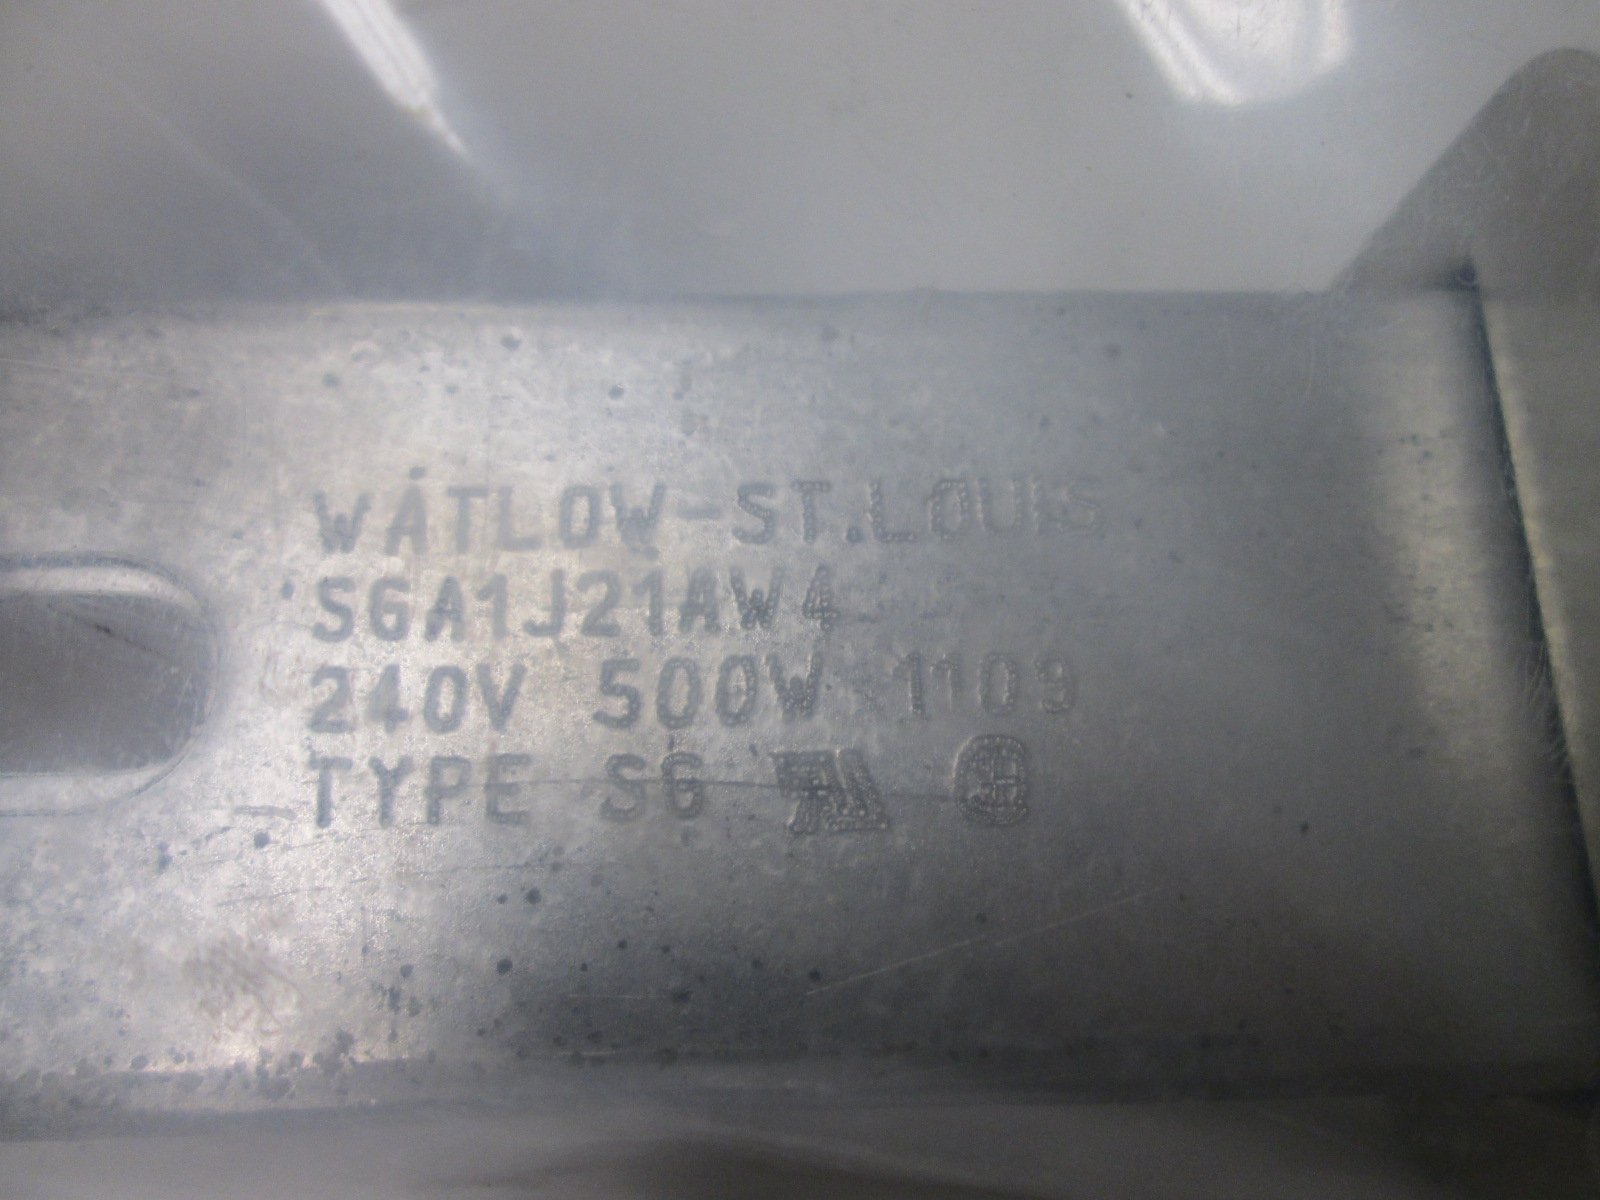 WATLOW-ST.LOUIS
SGA1J21AW4
240V 500W 1109
TYPE SG